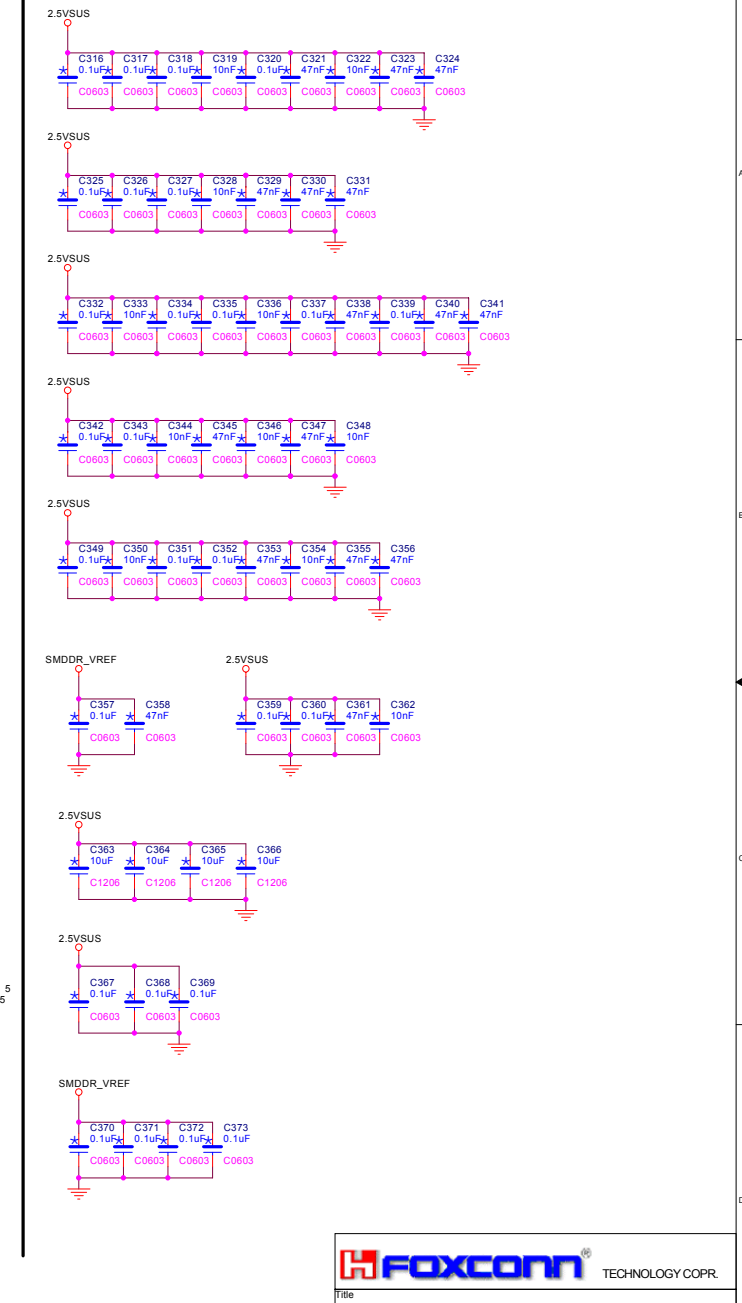 2.5VSUS
C316 C317 C318 C319 C320 C321 C322 C323 C324
0.1uF 0.1uF 0.1uF 10nF 0.1uF 47nF 10nF 47nF 47nF
C0603 C0603 C0603 C0603 C0603 C0603 C0603 C0603 C0603
2.5VSUS
A
C325 C326 C327 C328 C329 C330 C331
0.1uF 0.1uF 0.1uF 10nF 47nF 47nF 47nF
C0603 C0603 C0603 C0603 C0603 C0603 C0603
2.5VSUS
C332 C333 C334 C335 C336 C337 C338 C339 C340 C341
0.1uF 10nF 0.1uF 0.1uF 10nF 0.1uF 47nF 0.1uF 47nF 47nF
C0603 C0603 C0603 C0603 C0603 C0603 C0603 C0603 C0603 C0603
2.5VSUS
C342 C343 C344 C345 C346 C347 C348
0.1uF 0.1uF 10nF 47nF 10nF 47nF 10nF
C0603 C0603 C0603 C0603 C0603 C0603 C0603
2.5VSUS
B
C349 C350 C351 C352 C353 C354 C355 C356
0.1uF 10nF 0.1uF 0.1uF 47nF 10nF 47nF 47nF
C0603 C0603 C0603 C0603 C0603 C0603 C0603 C0603
SMDDR_VREF 2.5VSUS
C357 C358 C359 C360 C361 C362
0.1uF 47nF 0.1uF 0.1uF 47nF 10nF
C0603 C0603 C0603 C0603 C0603 C0603
2.5VSUS
C363 C364 C365 C366
10uF 10uF 10uF 10uF
C
C1206 C1206 C1206 C1206
2.5VSUS
C367 C368 C369
5
0.1uF 0.1uF 0.1uF
5
C0603 C0603 C0603
SMDDR_VREF
C370 C371 C372 C373
0.1uF 0.1uF 0.1uF 0.1uF
C0603 C0603 C0603 C0603
D
H FOXCONN ® TECHNOLOGY COPR.
Title